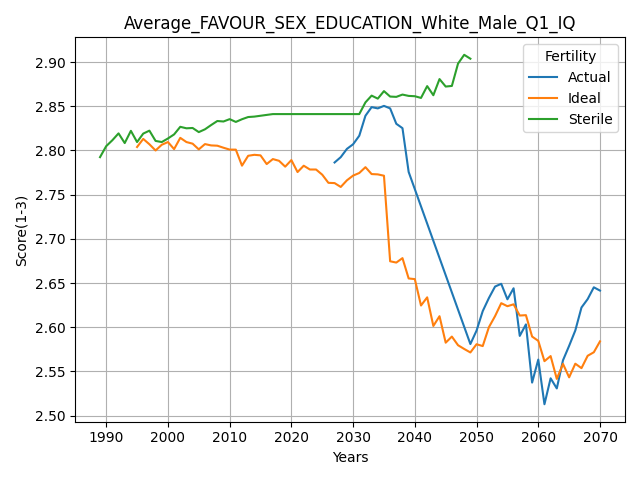 Average_FAVOUR_SEX_EDUCATION_White_Male_Q1_IQ
Fertility
Actual
Ideal
Sterile
Score(1-3)
2.90
2.85
2.80
2.75
2.70
2.65
2.60
2.55
2.50
1990 2000 2010 2020 2030 2040 2050 2060 2070
Years